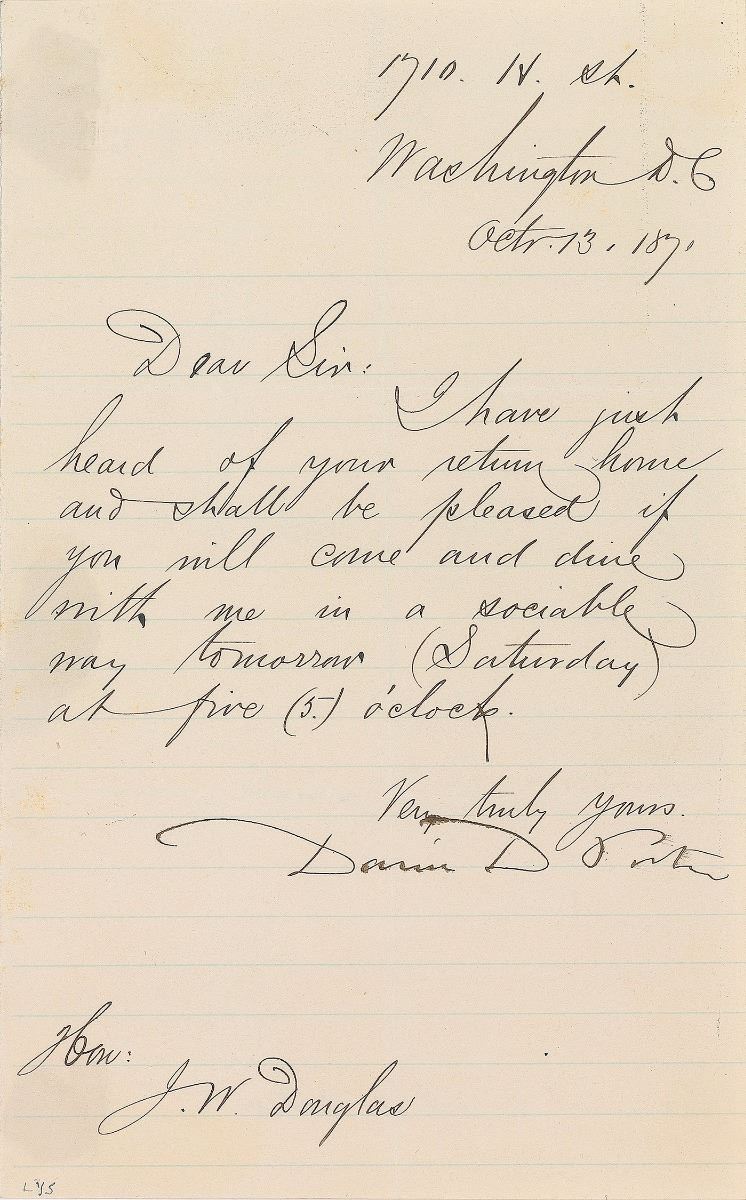 1710. H. St.
Washington D.C
Octr. 13. 1871
Dear Sir:
I have just
heard of your return home
and shall be pleased if
you will come and dine
with me in a sociable
way tomorrow (Saturday)
at five (5.) o'clock.
Very truly yours.
David D Porter
Hon:
J. W. Douglas